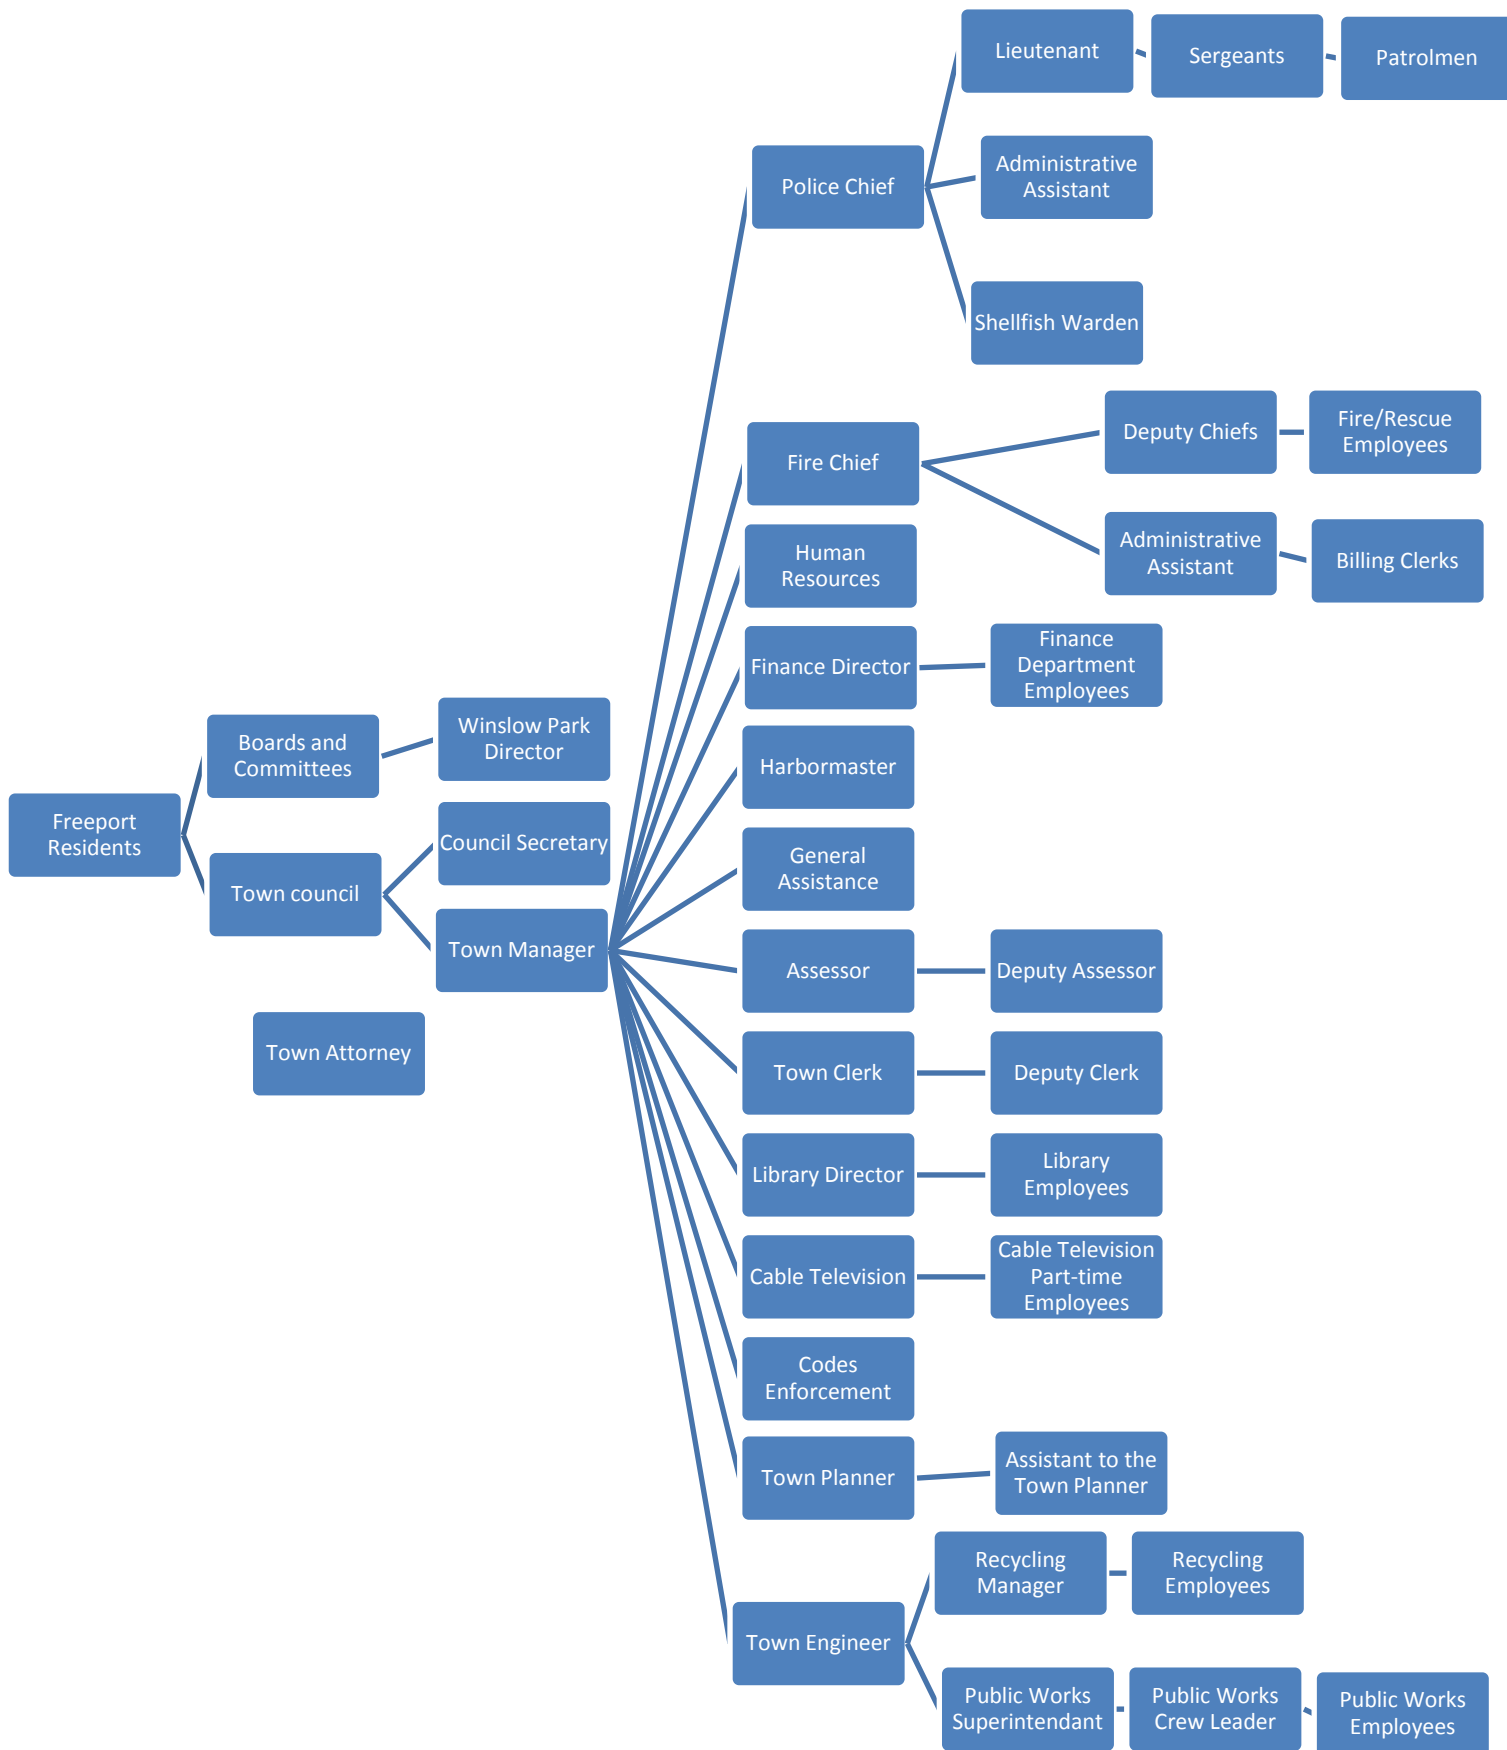 Lieutenant
Sergeants
Patrolmen
Administrative
Assistant
Police Chief
Shellfish Warden
Deputy Chiefs
Fire/Rescue
Employees
Fire Chief
Administrative
Assistant
Billing Clerks
Human
Resources
Finance Director
Finance
Department
Employees
Boards and
Committees
Winslow Park
Director
Harbormaster
Freeport
Residents
Council Secretary
General
Assistance
Town council
Town Manager
Assessor
Deputy Assessor
Town Attorney
Town Clerk
Deputy Clerk
Library Director
Library
Employees
Cable Television
Cable Television
Part-time
Employees
Codes
Enforcement
Town Planner
Assistant to the
Town Planner
Recycling
Manager
Recycling
Employees
Town Engineer
Public Works
Superintendant
Public Works
Crew Leader
Public Works
Employees